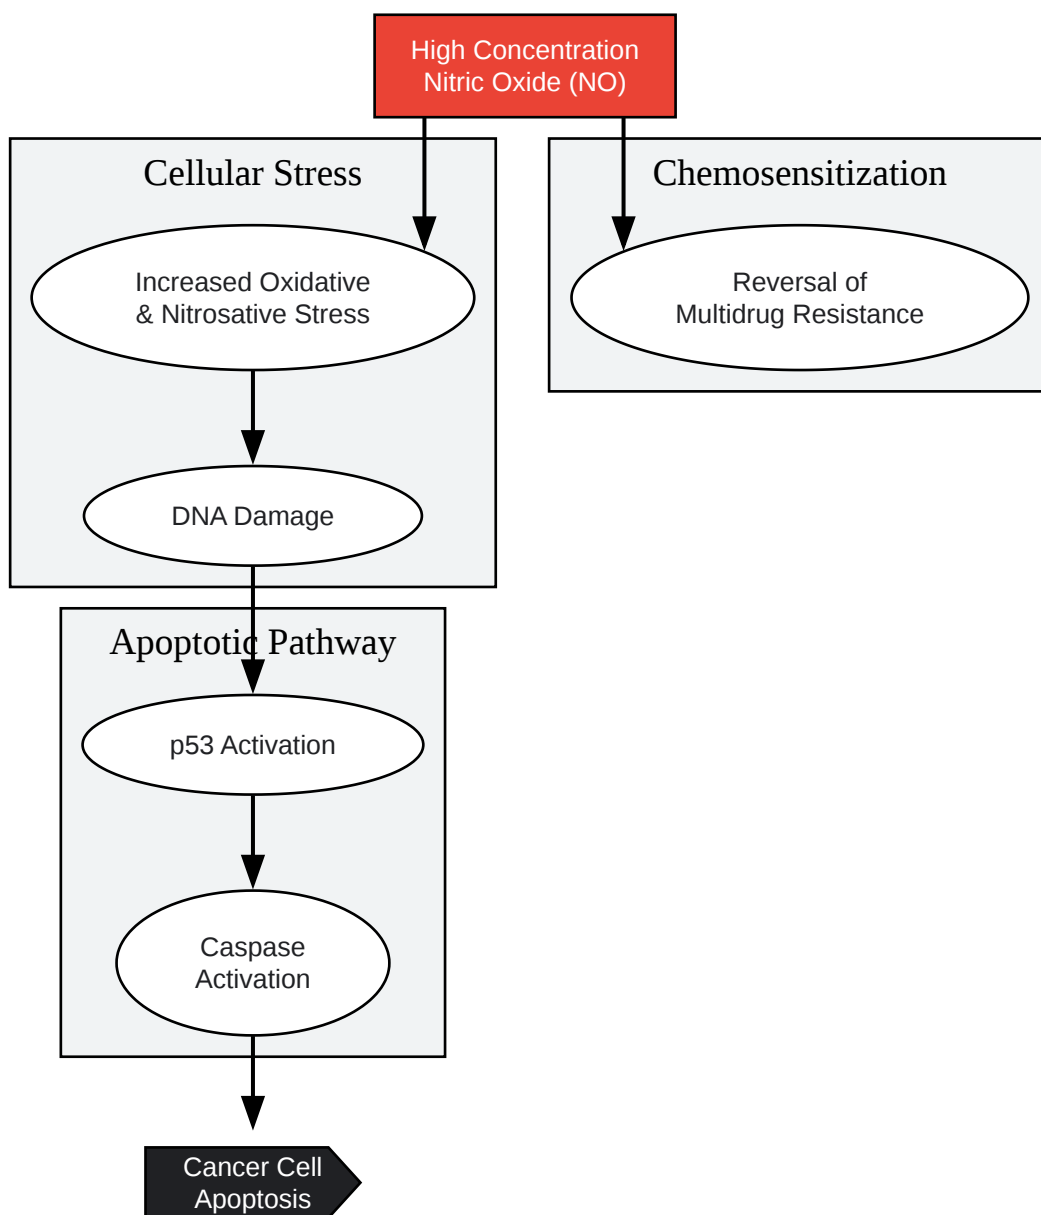 High Concentration
Nitric Oxide (NO)
Cellular Stress
Increased Oxidative
& Nitrosative Stress
DNA Damage
Chemosensitization
Reversal of
Multidrug Resistance
Apoptotic Pathway
p53 Activation
Caspase
Activation
Cancer Cell
Apoptosis